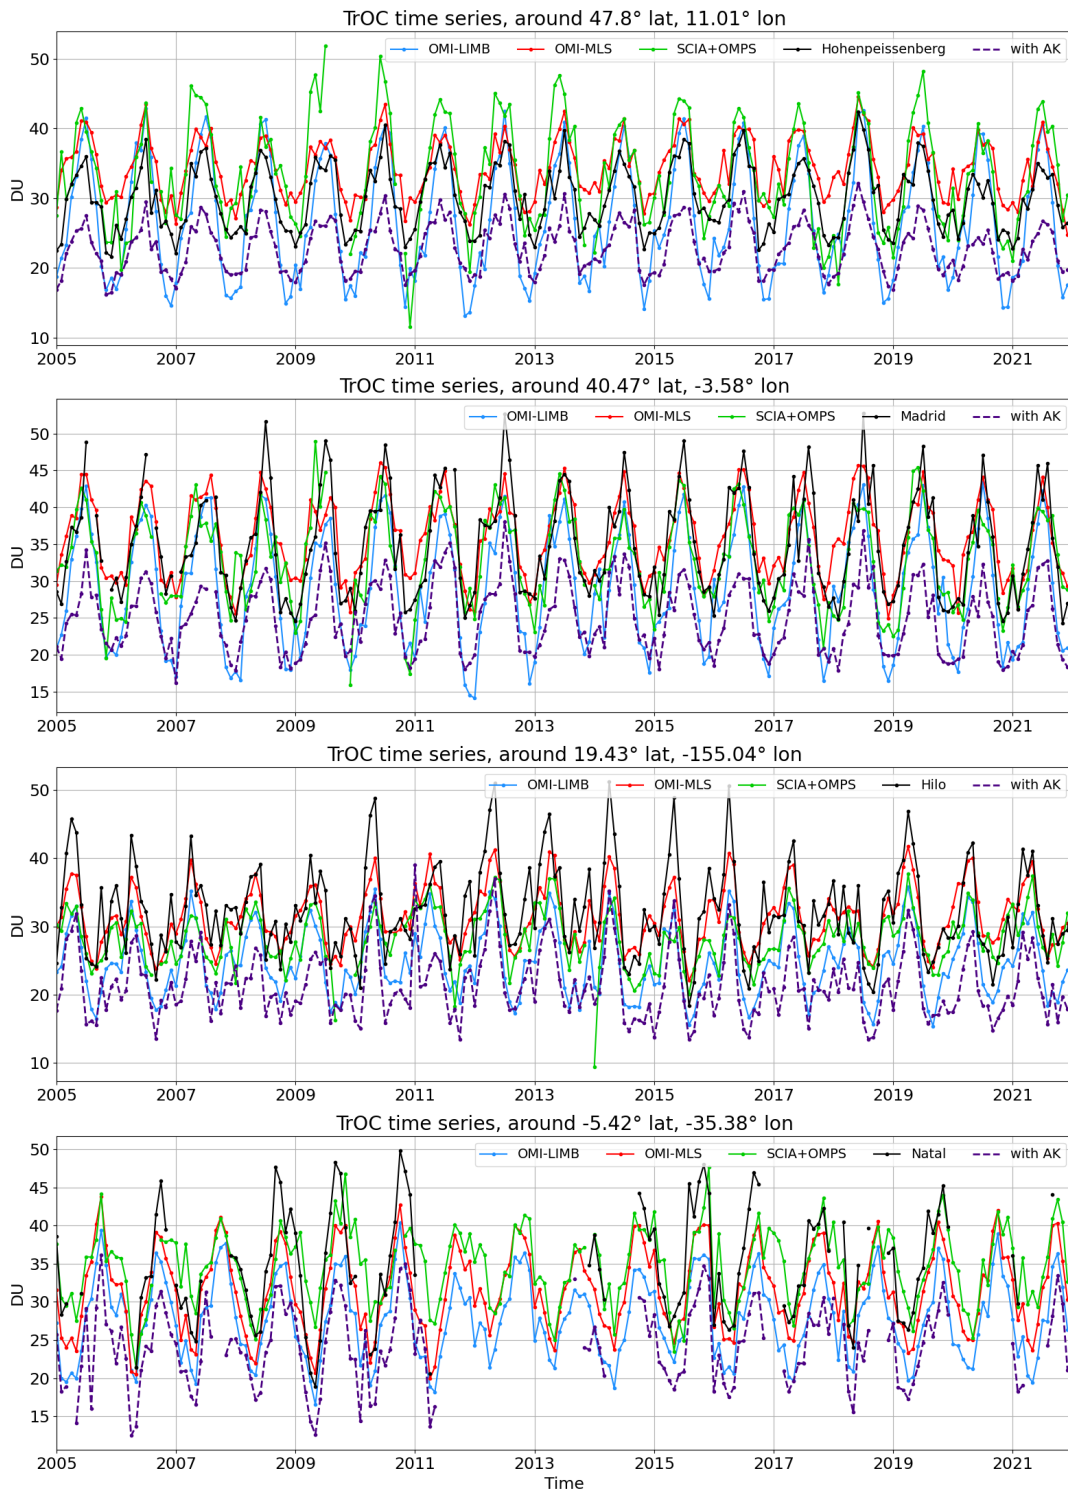 TrOC time series, around 47.8° lat, 11.01° lon
OMI-LIMB OMI-MLS SCIA+OMPS Hohenpeissenberg with AK
50
40
30
20
10
DU
2005 2007 2009 2011 2013 2015 2017 2019 2021
TrOC time series, around 40.47° lat, -3.58° lon
OMI-LIMB OMI-MLS SCIA+OMPS Madrid with AK
50
45
40
35
30
25
20
15
DU
2005 2007 2009 2011 2013 2015 2017 2019 2021
TrOC time series, around 19.43° lat, -155.04° lon
OMI-LIMB OMI-MLS SCIA+OMPS Hilo with AK
50
40
30
20
10
DU
2005 2007 2009 2011 2013 2015 2017 2019 2021
TrOC time series, around -5.42° lat, -35.38° lon
OMI-LIMB OMI-MLS SCIA+OMPS Natal with AK
50
45
40
35
30
25
20
15
DU
2005 2007 2009 2011 2013 2015 2017 2019 2021
Time